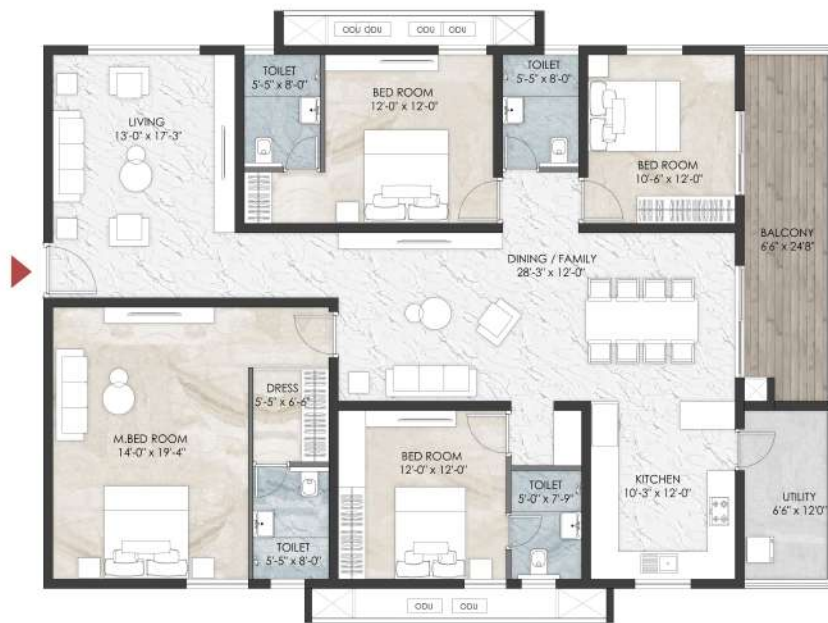 ODU ODU
ODU
ODU
TOILET
5'-5" x 8'-0"
BED ROOM
12'-0" x 12'-0"
TOILET
5'-5" x 8'-0"
LIVING
13'-0" x 17'-3"
BED ROOM
10'-6" x 12'-0"
BALCONY
6'6" x 24'8"
DINING / FAMILY
28'-3" x 12'-0"
DRESS
5'-5" x 6'-6"
M.BED ROOM
14'-0" x 19'-4"
BED ROOM
12'-0" x 12'-0"
TOILET
5'-0" x 7'-9"
KITCHEN
10'-3" x 12'-0"
UTILITY
6'6" x 12'0"
TOILET
5'-5" x 8'-0"
ODU
ODU